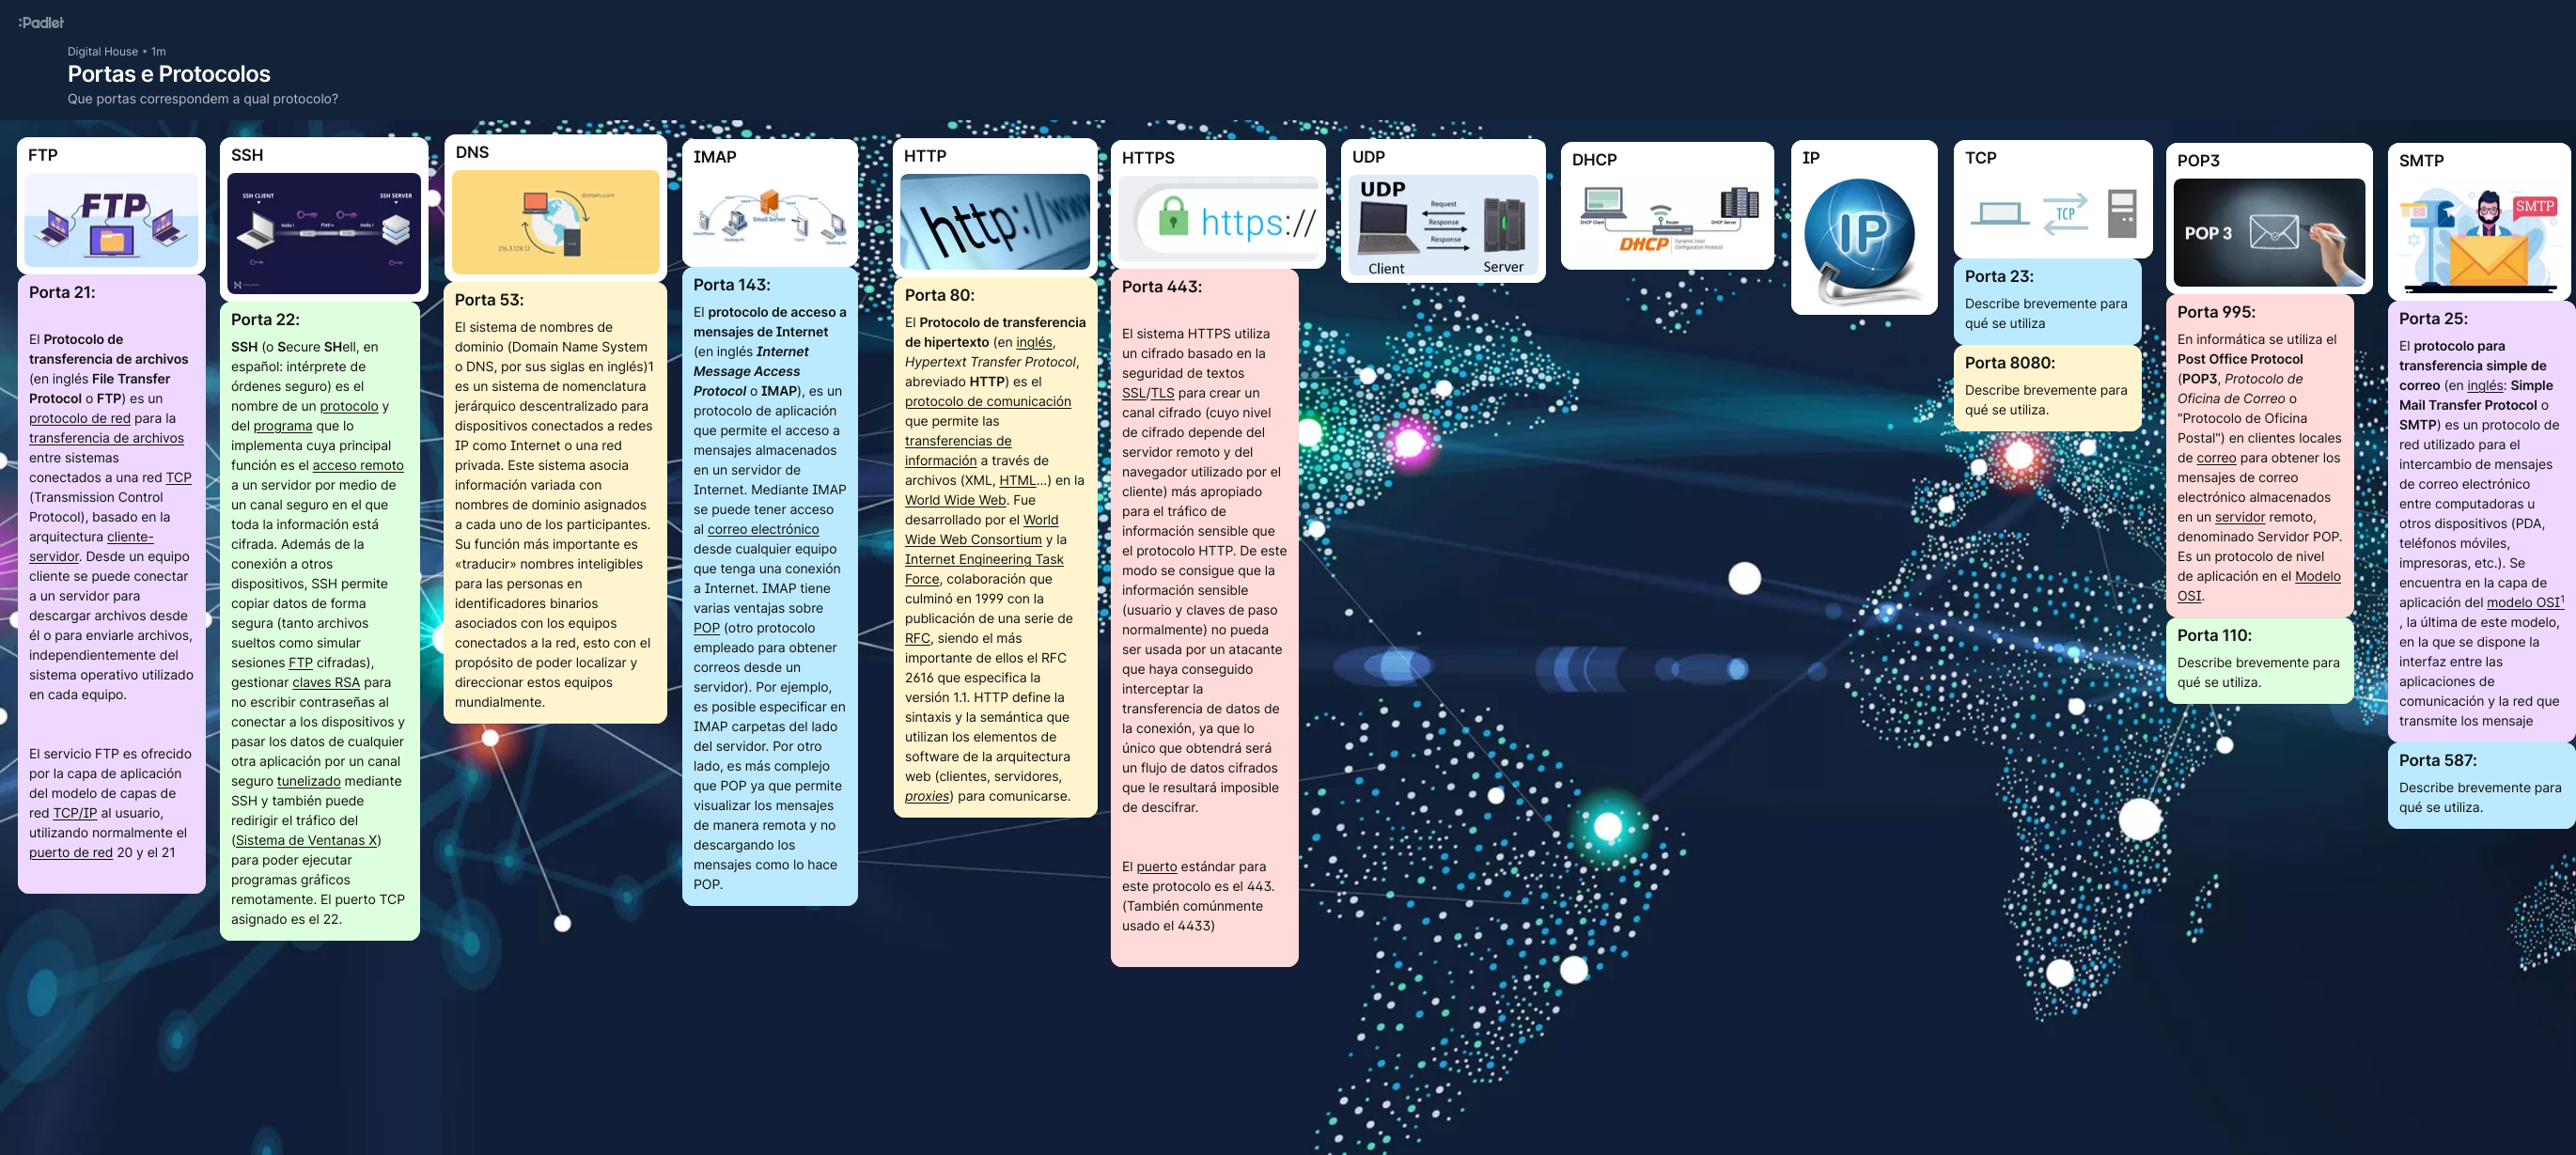 :Padlet
Digital House • 1m
Portas e Protocolos
Que portas correspondem a qual protocolo?
FTP
FTP
Porta 21:
El Protocolo de
transferencia de archivos
(en inglés File Transfer
Protocol o FTP) es un
protocolo de red para la
transferencia de archivos
entre sistemas
conectados a una red TCP
(Transmission Control
Protocol), basado en la
arquitectura cliente-
servidor. Desde un equipo
cliente se puede conectar
a un servidor para
descargar archivos desde
él o para enviarle archivos,
independientemente del
sistema operativo utilizado
en cada equipo.
El servicio FTP es ofrecido
por la capa de aplicación
del modelo de capas de
red TCP/IP al usuario,
utilizando normalmente el
puerto de red 20 y el 21
SSH
SSH CLIENT
SSH SERVER
Hello !
Hello !
Porta 22:
SSH (o Secure SHell, en
español: intérprete de
órdenes seguro) es el
nombre de un protocolo y
del programa que lo
implementa cuya principal
función es el acceso remoto
a un servidor por medio de
un canal seguro en el que
toda la información está
cifrada. Además de la
conexión a otros
dispositivos, SSH permite
copiar datos de forma
segura (tanto archivos
sueltos como simular
sesiones FTP cifradas),
gestionar claves RSA para
no escribir contraseñas al
conectar a los dispositivos y
pasar los datos de cualquier
otra aplicación por un canal
seguro tunelizado mediante
SSH y también puede
redirigir el tráfico del
(Sistema de Ventanas X)
para poder ejecutar
programas gráficos
remotamente. El puerto TCP
asignado es el 22.
DNS
domain.com
216.3.128.12
Porta 53:
El sistema de nombres de
dominio (Domain Name System
o DNS, por sus siglas en inglés)1
es un sistema de nomenclatura
jerárquico descentralizado para
dispositivos conectados a redes
IP como Internet o una red
privada. Este sistema asocia
información variada con
nombres de dominio asignados
a cada uno de los participantes.
Su función más importante es
«traducir» nombres inteligibles
para las personas en
identificadores binarios
asociados con los equipos
conectados a la red, esto con el
propósito de poder localizar y
direccionar estos equipos
mundialmente.
IMAP
Email Server
Desktop PC
Tablet
Desktop PC
Porta 143:
El protocolo de acceso a
mensajes de Internet
(en inglés Internet
Message Access
Protocol o IMAP), es un
protocolo de aplicación
que permite el acceso a
mensajes almacenados
en un servidor de
Internet. Mediante IMAP
se puede tener acceso
al correo electrónico
desde cualquier equipo
que tenga una conexión
a Internet. IMAP tiene
varias ventajas sobre
POP (otro protocolo
empleado para obtener
correos desde un
servidor). Por ejemplo,
es posible especificar en
IMAP carpetas del lado
del servidor. Por otro
lado, es más complejo
que POP ya que permite
visualizar los mensajes
de manera remota y no
descargando los
mensajes como lo hace
POP.
HTTP
http://www
Porta 80:
El Protocolo de transferencia
de hipertexto (en inglés,
Hypertext Transfer Protocol,
abreviado HTTP) es el
protocolo de comunicación
que permite las
transferencias de
información a través de
archivos (XML, HTML…) en la
World Wide Web. Fue
desarrollado por el World
Wide Web Consortium y la
Internet Engineering Task
Force, colaboración que
culminó en 1999 con la
publicación de una serie de
RFC, siendo el más
importante de ellos el RFC
2616 que especifica la
versión 1.1. HTTP define la
sintaxis y la semántica que
utilizan los elementos de
software de la arquitectura
web (clientes, servidores,
proxies) para comunicarse.
HTTPS
https://
Porta 443:
El sistema HTTPS utiliza
un cifrado basado en la
seguridad de textos
SSL/TLS para crear un
canal cifrado (cuyo nivel
de cifrado depende del
servidor remoto y del
navegador utilizado por el
cliente) más apropiado
para el tráfico de
información sensible que
el protocolo HTTP. De este
modo se consigue que la
información sensible
(usuario y claves de paso
normalmente) no pueda
ser usada por un atacante
que haya conseguido
interceptar la
transferencia de datos de
la conexión, ya que lo
único que obtendrá será
un flujo de datos cifrados
que le resultará imposible
de descifrar.
El puerto estándar para
este protocolo es el 443.
(También comúnmente
usado el 4433)
UDP
UDP
Request
Response
Response
Client
Server
DHCP
DHCP Client
Router
DHCP Server
DHCP
Dynamic Host
Configuration Protocol
IP
IP
TCP
TCP
Porta 23:
Describe brevemente para
qué se utiliza
Porta 8080:
Describe brevemente para
qué se utiliza.
POP3
POP 3
Porta 995:
En informática se utiliza el
Post Office Protocol
(POP3, Protocolo de
Oficina de Correo o
"Protocolo de Oficina
Postal") en clientes locales
de correo para obtener los
mensajes de correo
electrónico almacenados
en un servidor remoto,
denominado Servidor POP.
Es un protocolo de nivel
de aplicación en el Modelo
OSI.
Porta 110:
Describe brevemente para
qué se utiliza.
SMTP
SMTP
Porta 25:
El protocolo para
transferencia simple de
correo (en inglés: Simple
Mail Transfer Protocol o
SMTP) es un protocolo de
red utilizado para el
intercambio de mensajes
de correo electrónico
entre computadoras u
otros dispositivos (PDA,
teléfonos móviles,
impresoras, etc.). Se
encuentra en la capa de
aplicación del modelo OSI1
, la última de este modelo,
en la que se dispone la
interfaz entre las
aplicaciones de
comunicación y la red que
transmite los mensaje
Porta 587:
Describe brevemente para
qué se utiliza.